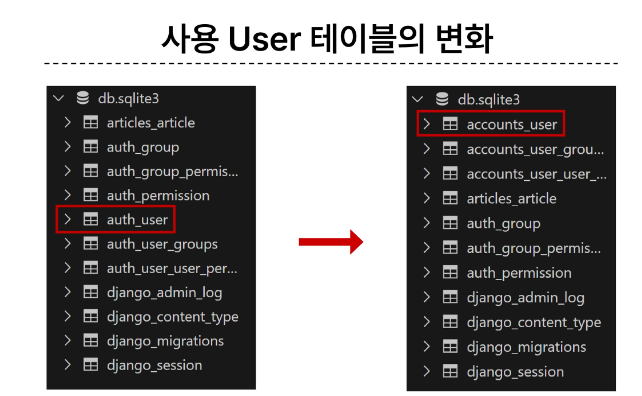 사용 User 테이블의 변화
db.sqlite3
articles_article
auth_group
auth_group_permis...
auth_permission
auth_user
auth_user_groups
auth_user_user_per...
django_admin_log
django_content_type
django_migrations
django_session
db.sqlite3
accounts_user
accounts_user_grou...
accounts_user_user_...
articles_article
auth_group
auth_group_permis...
auth_permission
django_admin_log
django_content_type
django_migrations
django_session